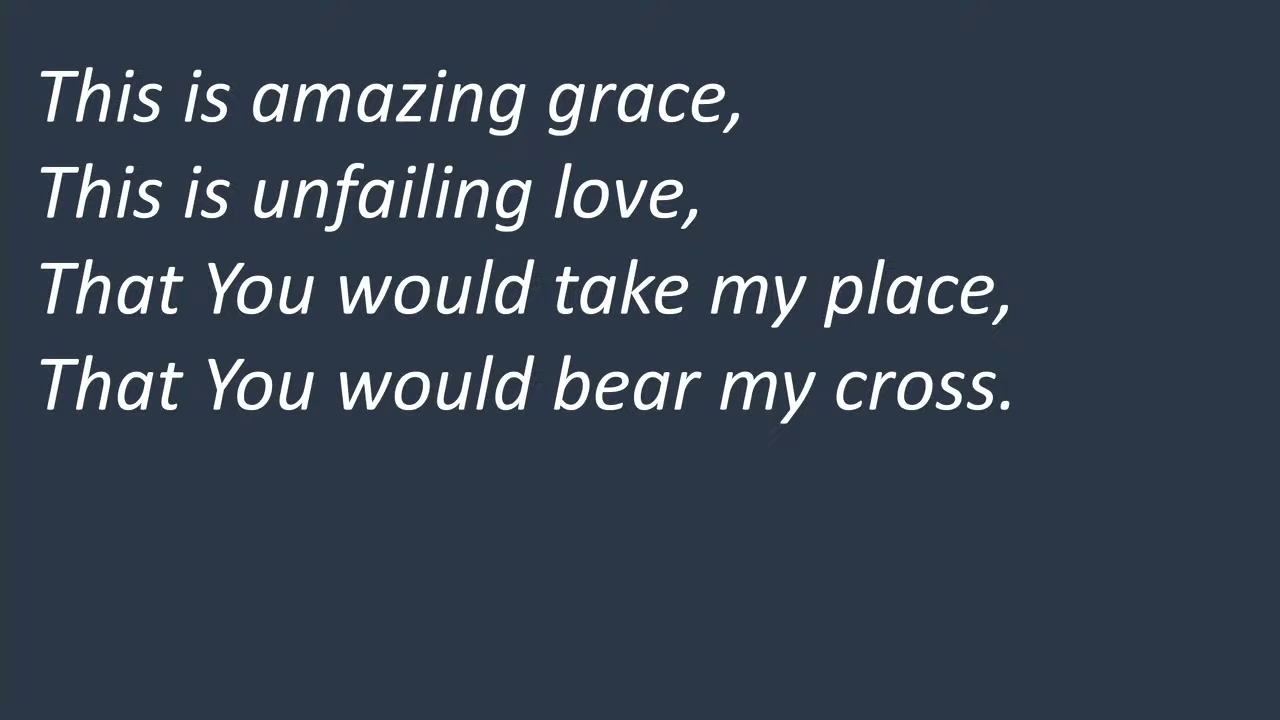 This is amazing grace,
This is unfailing love,
That You would take my place,
That You would bear my cross.